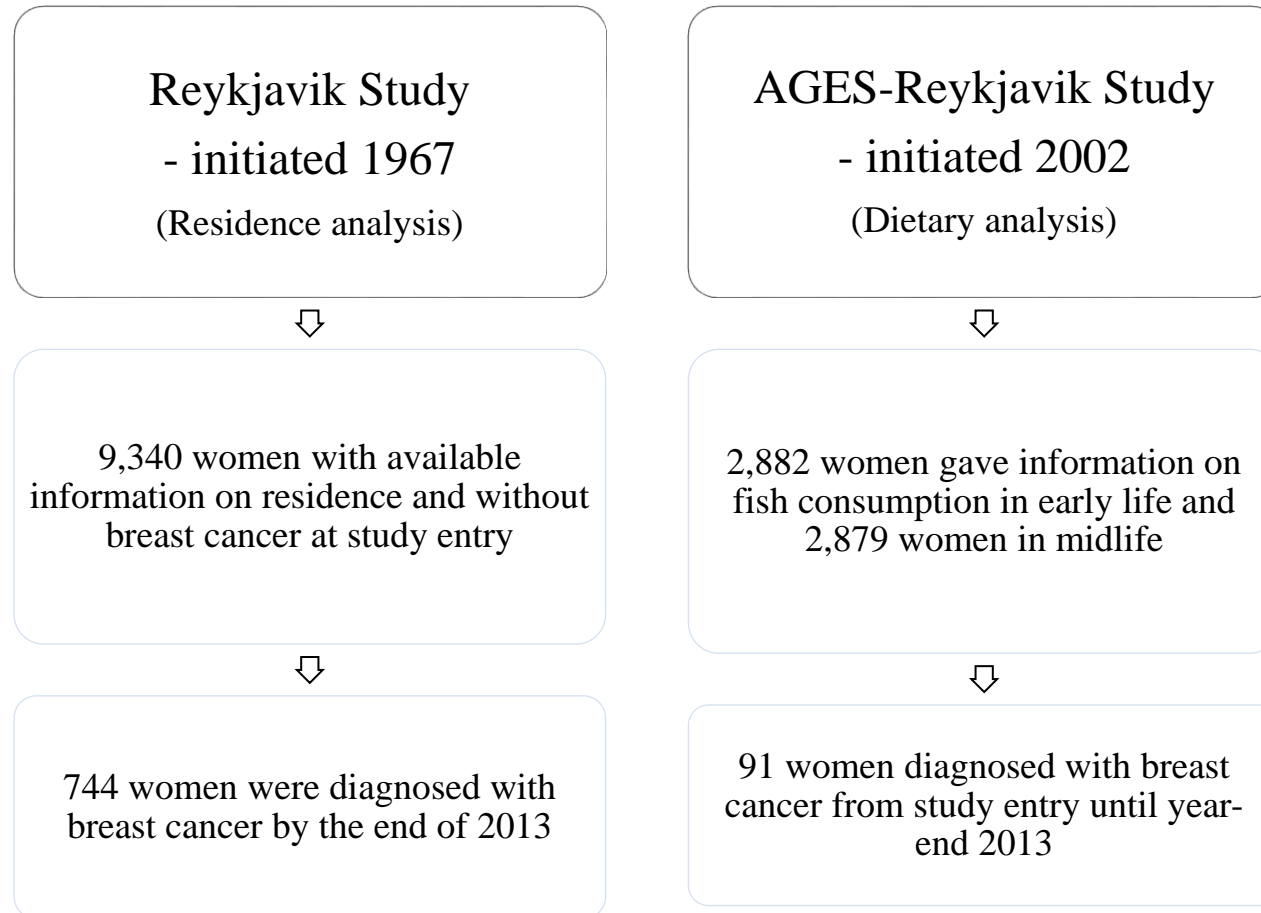 Reykjavik Study
- initiated 1967
(Residence analysis)
9,340 women with available
information on residence and without
breast cancer at study entry
744 women were diagnosed with
breast cancer by the end of 2013
AGES-Reykjavik Study
- initiated 2002
(Dietary analysis)
2,882 women gave information on
fish consumption in early life and
2,879 women in midlife
91 women diagnosed with breast
cancer from study entry until year-
end 2013